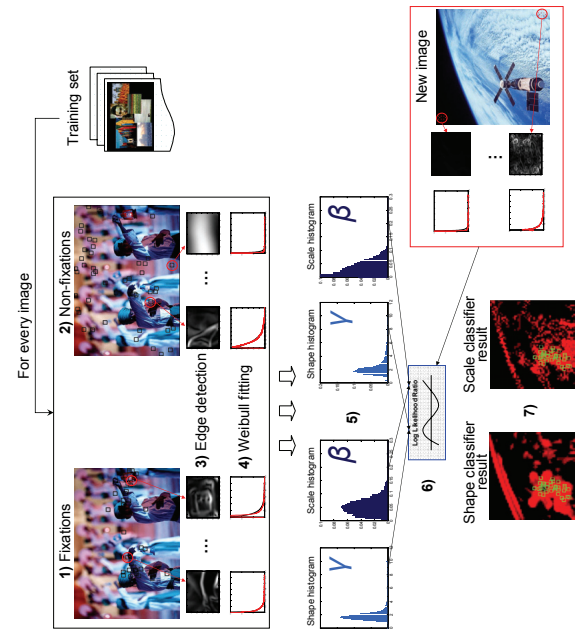 For every image
Training set
1) Fixations
2) Non-fixations
...
...
3) Edge detection
4) Weibull fitting
5)
Shape histogram
γ
Scale histogram
β
Shape histogram
γ
Scale histogram
β
6)
Log Likelihood Ratio
New image
...
Shape classifier
result
Scale classifier
result
7)